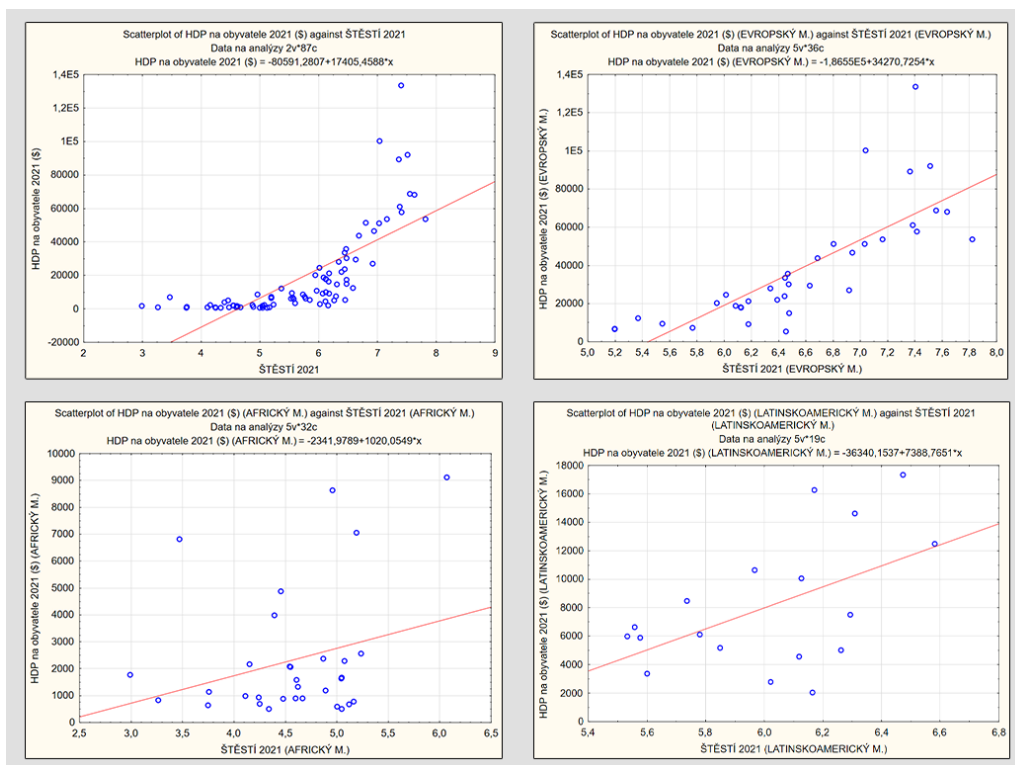 Scatterplot of HDP na obyvatele 2021 ($) against ŠTĚSTÍ 2021
Data na analýzy 2v*87c
HDP na obyvatele 2021 ($) = -80591,2807+17405,4588*x
1,4E5
1,2E5
1E5
80000
60000
40000
20000
0
-20000
HDP na obyvatele 2021 ($)
2 3 4 5 6 7 8 9
ŠTĚSTÍ 2021
Scatterplot of HDP na obyvatele 2021 ($) (EVROPSKÝ M.) against ŠTĚSTÍ 2021 (EVROPSKÝ M.)
Data na analýzy 5v*36c
HDP na obyvatele 2021 ($) (EVROPSKÝ M.) = -1,8655E5+34270,7254*x
1,4E5
1,2E5
1E5
80000
60000
40000
20000
0
HDP na obyvatele 2021 ($) (EVROPSKÝ M.)
5,0 5,2 5,4 5,6 5,8 6,0 6,2 6,4 6,6 6,8 7,0 7,2 7,4 7,6 7,8 8,0
ŠTĚSTÍ 2021 (EVROPSKÝ M.)
Scatterplot of HDP na obyvatele 2021 ($) (AFRICKÝ M.) against ŠTĚSTÍ 2021 (AFRICKÝ M.)
Data na analýzy 5v*32c
HDP na obyvatele 2021 ($) (AFRICKÝ M.) = -2341,9789+1020,0549*x
10000
9000
8000
7000
6000
5000
4000
3000
2000
1000
0
HDP na obyvatele 2021 ($) (AFRICKÝ M.)
2,5 3,0 3,5 4,0 4,5 5,0 5,5 6,0 6,5
ŠTĚSTÍ 2021 (AFRICKÝ M.)
Scatterplot of HDP na obyvatele 2021 ($) (LATINSKOAMERICKÝ M.) against ŠTĚSTÍ 2021
(LATINSKOAMERICKÝ M.)
Data na analýzy 5v*19c
HDP na obyvatele 2021 ($) (LATINSKOAMERICKÝ M.) = -36340,1537+7388,7651*x
18000
16000
14000
12000
10000
8000
6000
4000
2000
0
HDP na obyvatele 2021 ($) (LATINSKOAMERICKÝ M.)
5,4 5,6 5,8 6,0 6,2 6,4 6,6 6,8
ŠTĚSTÍ 2021 (LATINSKOAMERICKÝ M.)